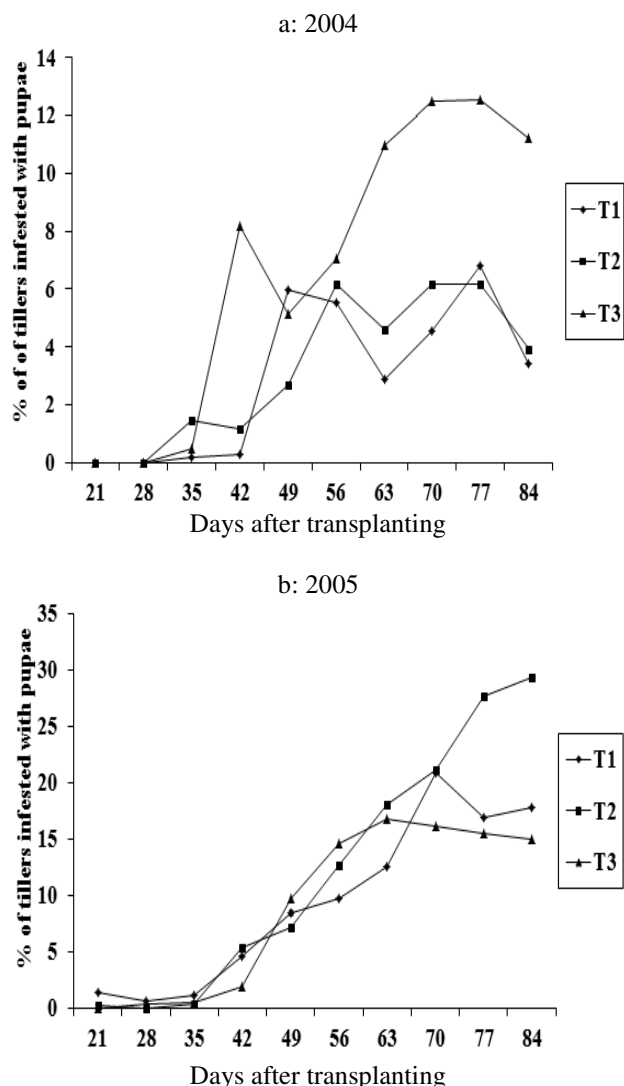 a: 2004
% of of tillers infested with pupae
14
12
10
8
6
4
2
0
21 28 35 42 49 56 63 70 77 84
Days after transplanting
T1
T2
T3
b: 2005
% of tillers infested with pupae
35
30
25
20
15
10
5
0
21 28 35 42 49 56 63 70 77 84
Days after transplanting
T1
T2
T3